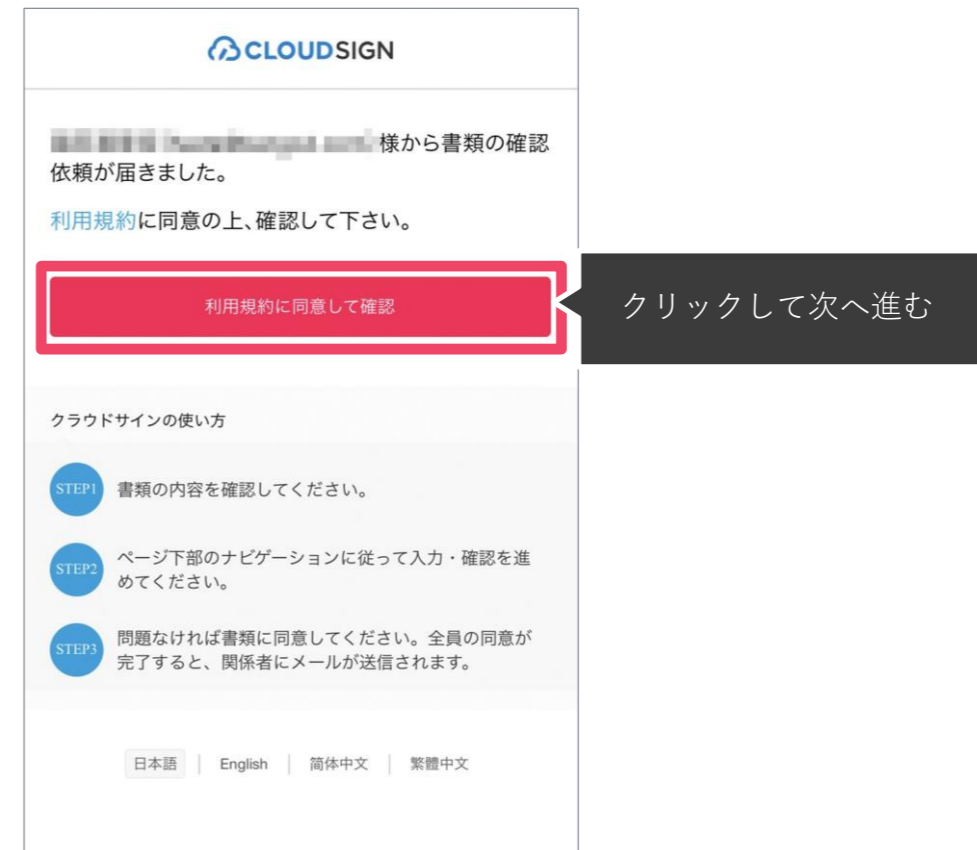 CLOUDSIGN
様から書類の確認
依頼が届きました。
利用規約に同意の上、確認して下さい。
利用規約に同意して確認
クリックして次へ進む
クラウドサインの使い方
STEP1 書類の内容を確認してください。
STEP2 ページ下部のナビゲーションに従って入力・確認を進
めてください。
STEP3 問題なければ書類に同意してください。全員の同意が
完了すると、関係者にメールが送信されます。
日本語 | English | 简体中文 | 繁體中文